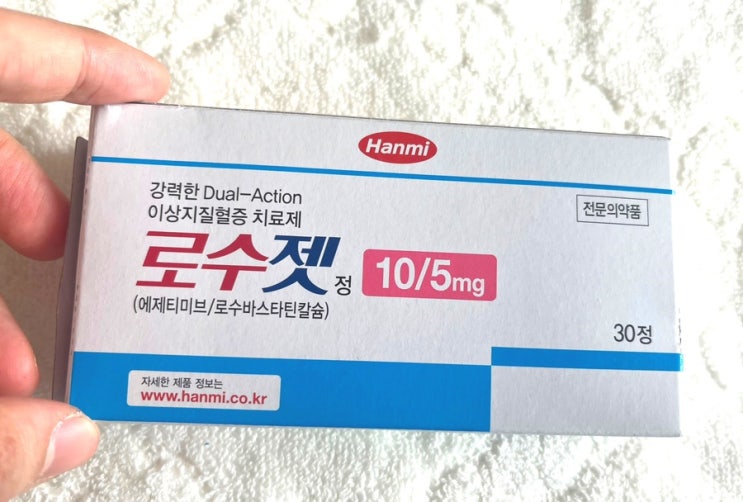 Hanmi
강력한 Dual-Action
이상지질혈증 치료제
전문의약품
로수젯정 10/5mg
(에제티미브/로수바스타틴칼슘)
30정
자세한 제품 정보는
www.hanmi.co.kr